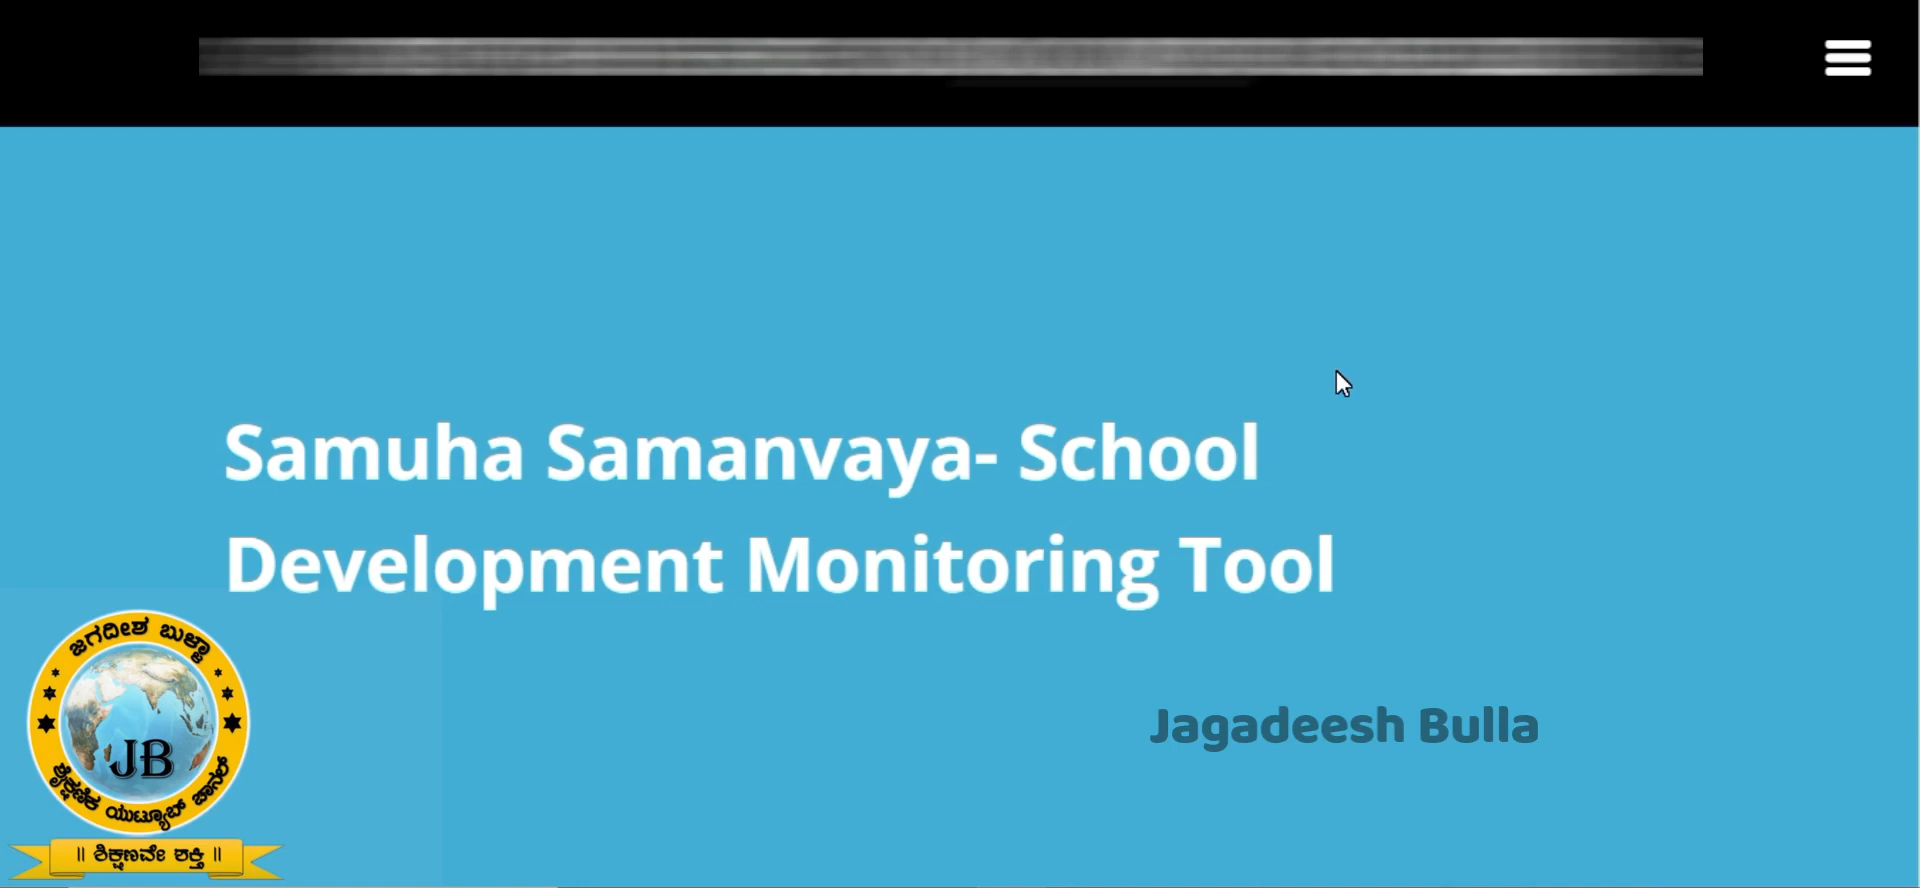 Samuha Samanvaya- School
Development Monitoring Tool
Jagadeesh Bulla
ಜಗದೀಶ ಬುಳ್ಳಾ
JB
ಶೈಕ್ಷಣಿಕ ಯುಟ್ಯೂಬ್ ಚಾನಲ್
॥ ಶಿಕ್ಷಣವೇ ಶಕ್ತಿ ॥